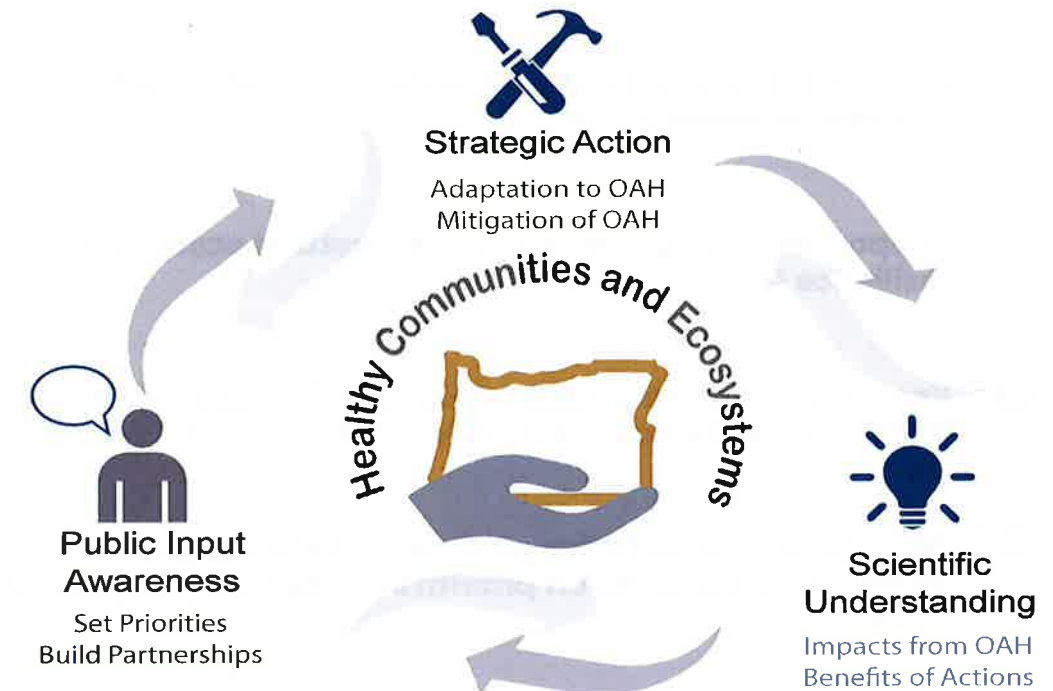 Strategic Action
Adaptation to OAH
Mitigation of OAH
Healthy Communities and Ecosystems
Public Input
Awareness
Set Priorities
Build Partnerships
Scientific
Understanding
Impacts from OAH
Benefits of Actions